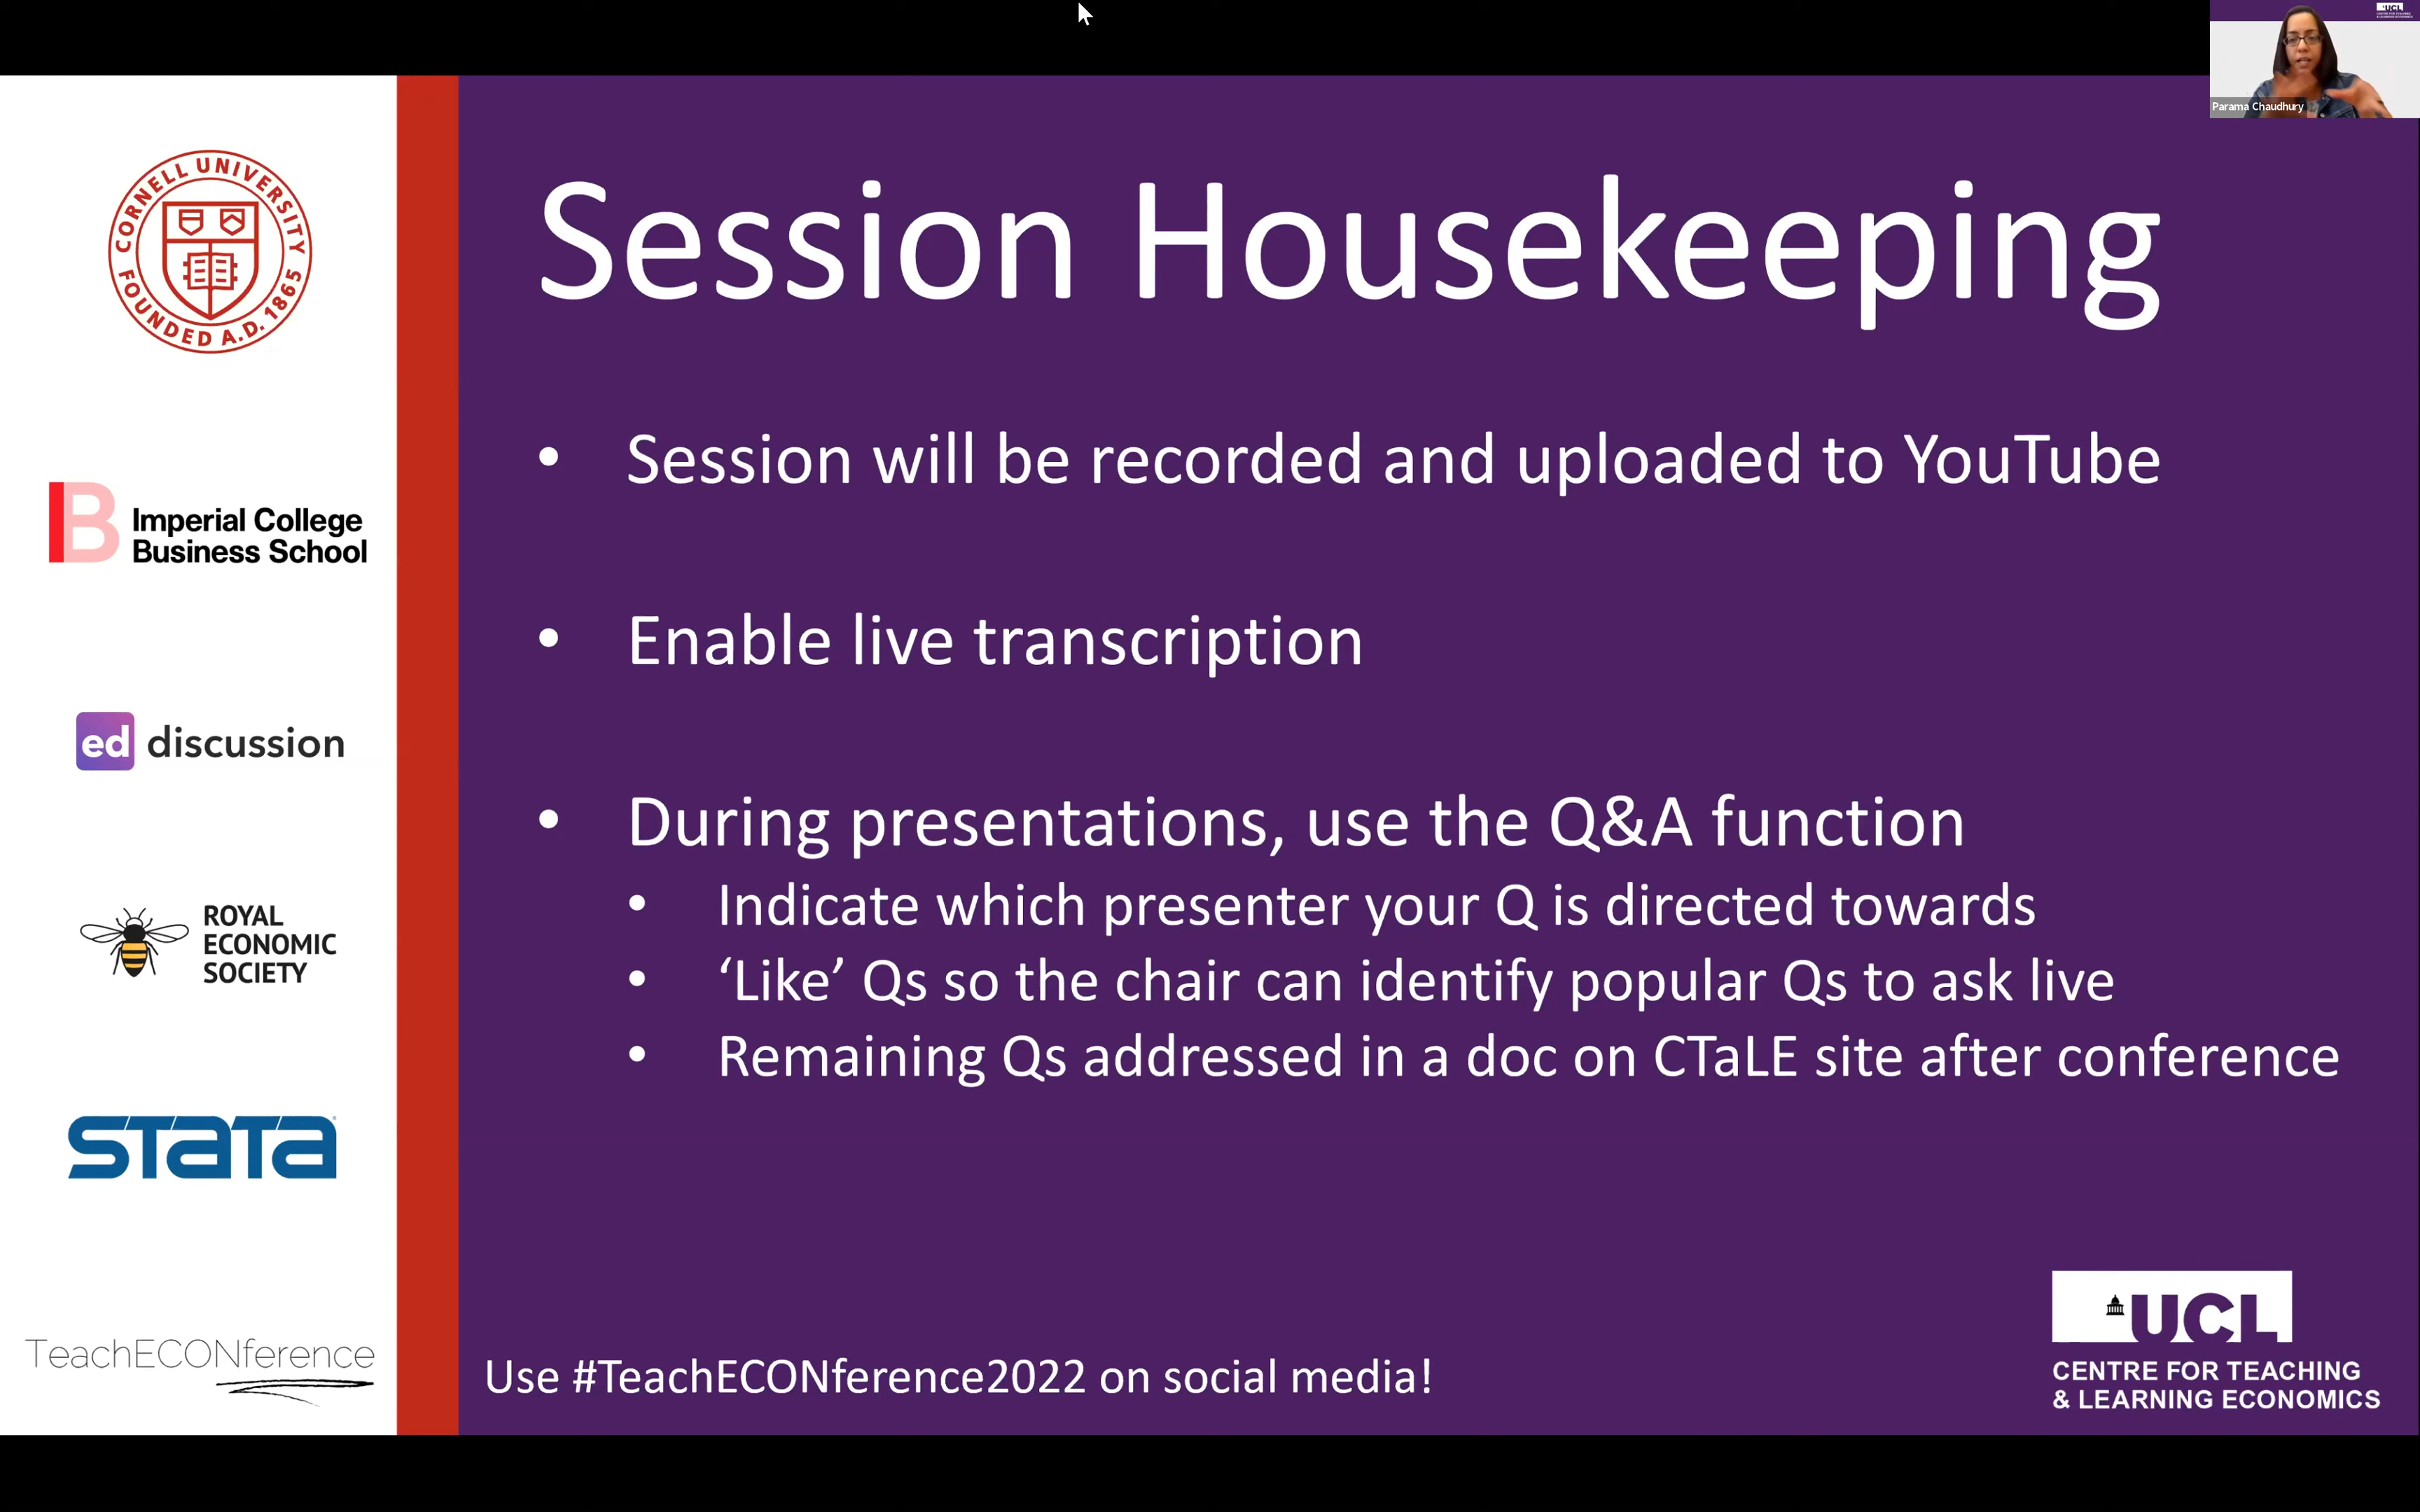 UCL
Parama Chaudhury
CORNELL UNIVERSITY
FOUNDED A.D. 1865
Session Housekeeping
• Session will be recorded and uploaded to YouTube
B Imperial College
Business School
• Enable live transcription
ed discussion
• During presentations, use the Q&A function
• Indicate which presenter your Q is directed towards
• ‘Like’ Qs so the chair can identify popular Qs to ask live
• Remaining Qs addressed in a doc on CTaLE site after conference
ROYAL
ECONOMIC
SOCIETY
stata
TeachECONference
Use #TeachECONference2022 on social media!
UCL
CENTRE FOR TEACHING
& LEARNING ECONOMICS